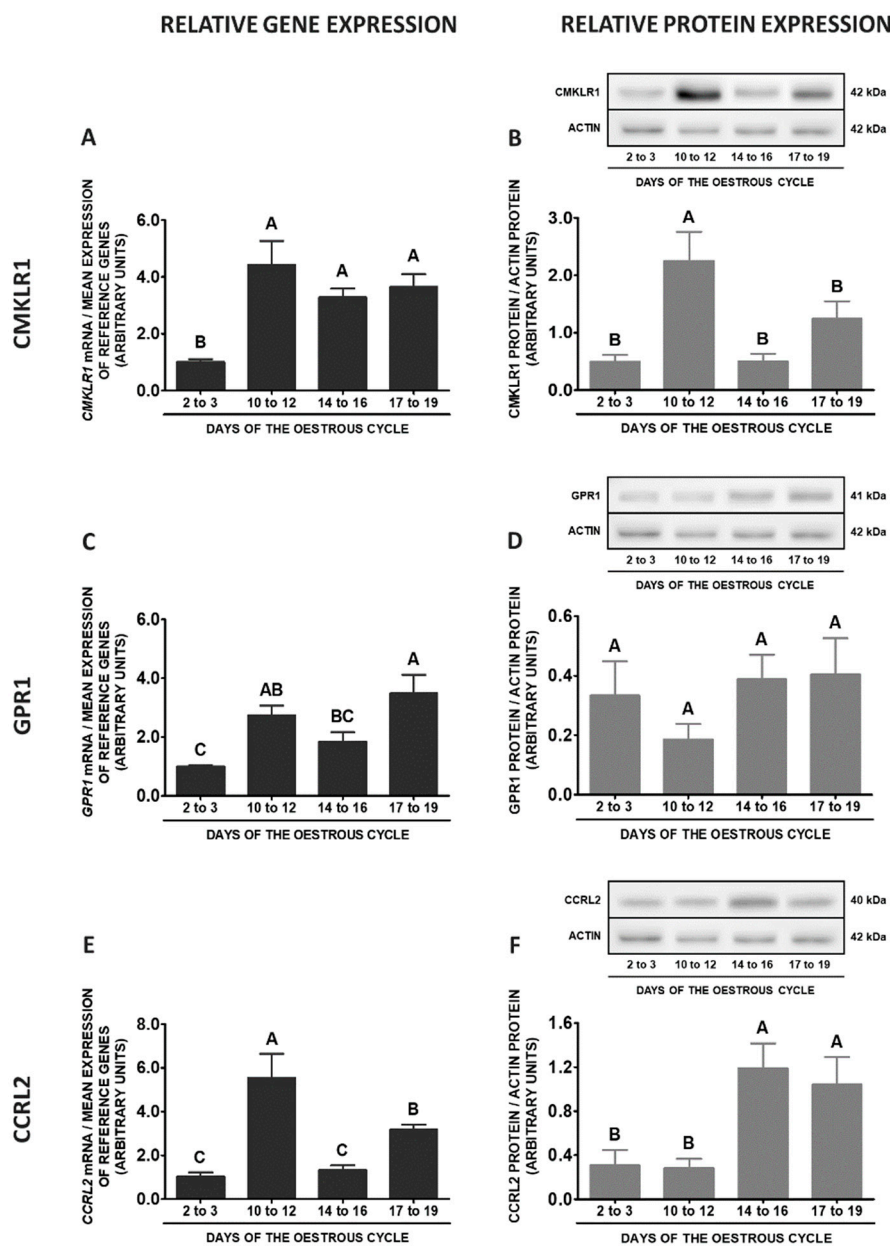 RELATIVE GENE EXPRESSION
RELATIVE PROTEIN EXPRESSION
CMKLR1
A
CMKLR1 mRNA / MEAN EXPRESSION
OF REFERENCE GENES
(ARBITRARY UNITS)
6.0
4.0
2.0
0.0
B
A
A
A
2 to 3
10 to 12
14 to 16
17 to 19
DAYS OF THE OESTROUS CYCLE
B
CMKLR1
42 kDa
ACTIN
42 kDa
2 to 3
10 to 12
14 to 16
17 to 19
DAYS OF THE OESTROUS CYCLE
CMKLR1 PROTEIN / ACTIN PROTEIN
(ARBITRARY UNITS)
3.0
2.0
1.0
0.0
B
A
B
B
2 to 3
10 to 12
14 to 16
17 to 19
DAYS OF THE OESTROUS CYCLE
GPR1
C
GPR1 mRNA / MEAN EXPRESSION
OF REFERENCE GENES
(ARBITRARY UNITS)
6.0
4.0
2.0
0.0
C
AB
BC
A
2 to 3
10 to 12
14 to 16
17 to 19
DAYS OF THE OESTROUS CYCLE
D
GPR1
41 kDa
ACTIN
42 kDa
2 to 3
10 to 12
14 to 16
17 to 19
DAYS OF THE OESTROUS CYCLE
GPR1 PROTEIN / ACTIN PROTEIN
(ARBITRARY UNITS)
0.6
0.4
0.2
0.0
A
A
A
A
2 to 3
10 to 12
14 to 16
17 to 19
DAYS OF THE OESTROUS CYCLE
CCRL2
E
CCRL2 mRNA / MEAN EXPRESSION
OF REFERENCE GENES
(ARBITRARY UNITS)
8.0
6.0
4.0
2.0
0.0
C
A
C
B
2 to 3
10 to 12
14 to 16
17 to 19
DAYS OF THE OESTROUS CYCLE
F
CCRL2
40 kDa
ACTIN
42 kDa
2 to 3
10 to 12
14 to 16
17 to 19
DAYS OF THE OESTROUS CYCLE
CCRL2 PROTEIN / ACTIN PROTEIN
(ARBITRARY UNITS)
1.6
1.2
0.8
0.4
0.0
B
B
A
A
2 to 3
10 to 12
14 to 16
17 to 19
DAYS OF THE OESTROUS CYCLE